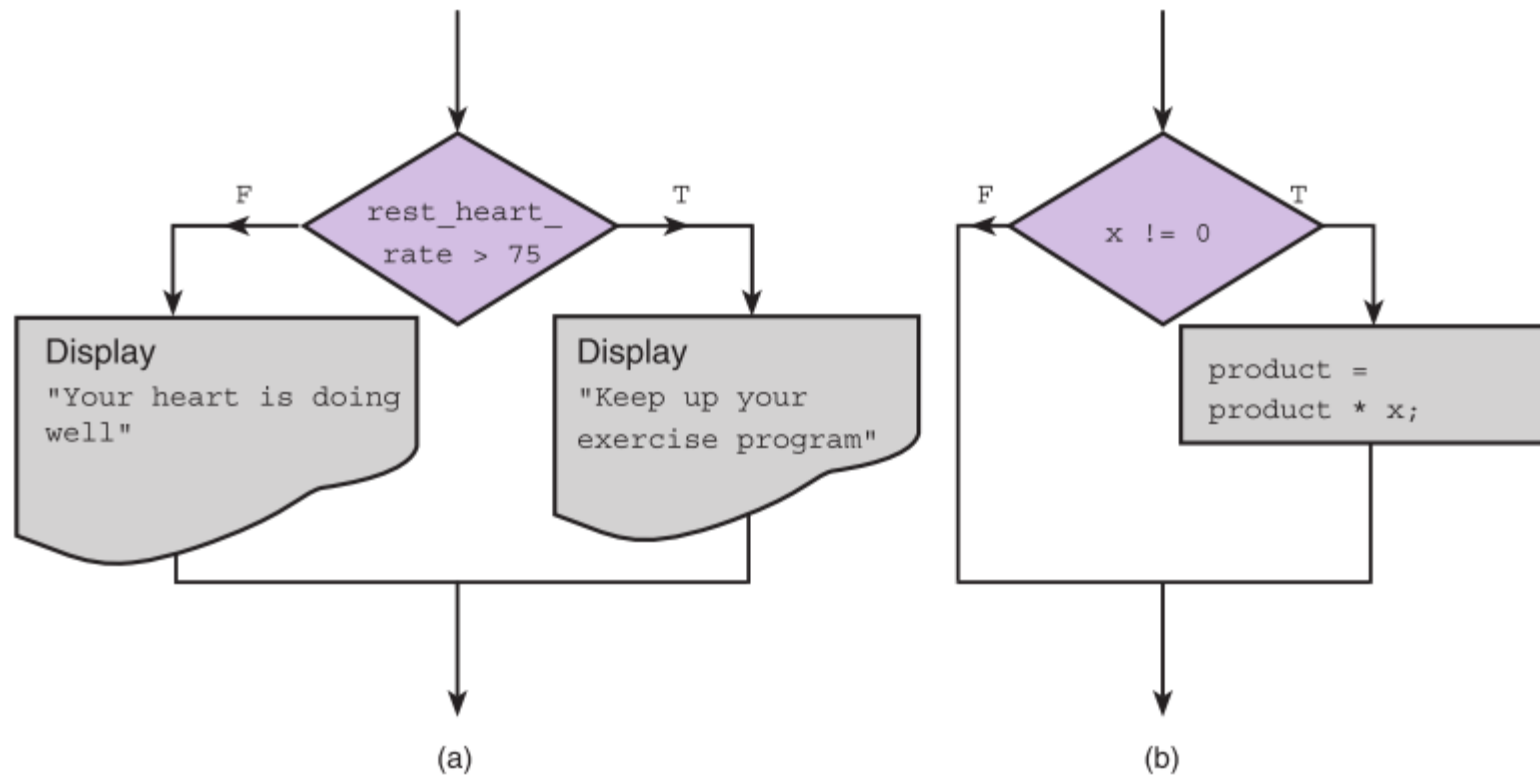 F
T
rest_heart_
rate > 75
Display
"Your heart is doing
well"
Display
"Keep up your
exercise program"
(a)
F
T
x != 0
product =
product * x;
(b)